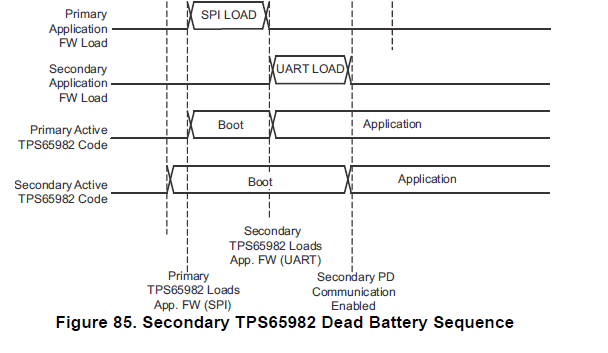 Primary
Application
FW Load
SPI LOAD
Secondary
Application
FW Load
UART LOAD
Primary Active
TPS65982 Code
Boot
Application
Secondary Active
TPS65982 Code
Boot
Application
Secondary
TPS65982 Loads
App. FW (UART)
Primary
TPS65982 Loads
App. FW (SPI)
Secondary PD
Communication
Enabled
Figure 85. Secondary TPS65982 Dead Battery Sequence